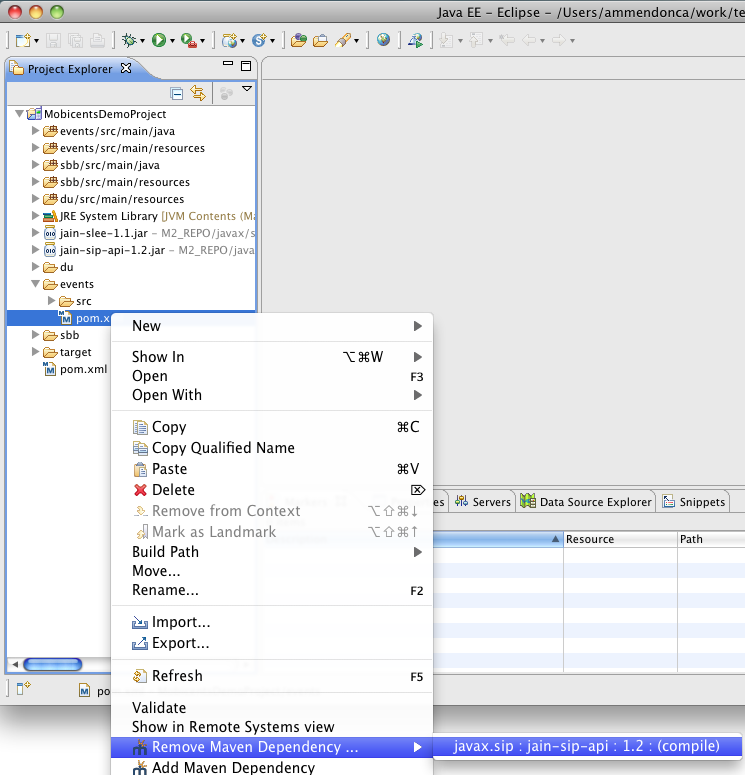 Java EE – Eclipse – /Users/ammendonca/work/te
Project Explorer
MobicentsDemoProject
events/src/main/java
events/src/main/resources
sbb/src/main/java
sbb/src/main/resources
du/src/main/resources
JRE System Library [JVM Contents (Ma
jain-slee-1.1.jar – M2_REPO/javax/s
jain-sip-api-1.2.jar – M2_REPO/java
du
events
src
pom.x
sbb
target
pom.xml
New
Show In ⌥⌘W
Open F3
Open With
Copy ⌘C
Copy Qualified Name
Paste ⌘V
Delete ⌦
Remove from Context ⌥⇧⌘↓
Mark as Landmark ⌥⇧⌘↑
Build Path
Move...
Rename... F2
Import...
Export...
Refresh F5
Validate
Show in Remote Systems view
Remove Maven Dependency ...
javax.sip : jain-sip-api : 1.2 : (compile)
Add Maven Dependency
es
Servers
Data Source Explorer
Snippets
Resource
Path
po